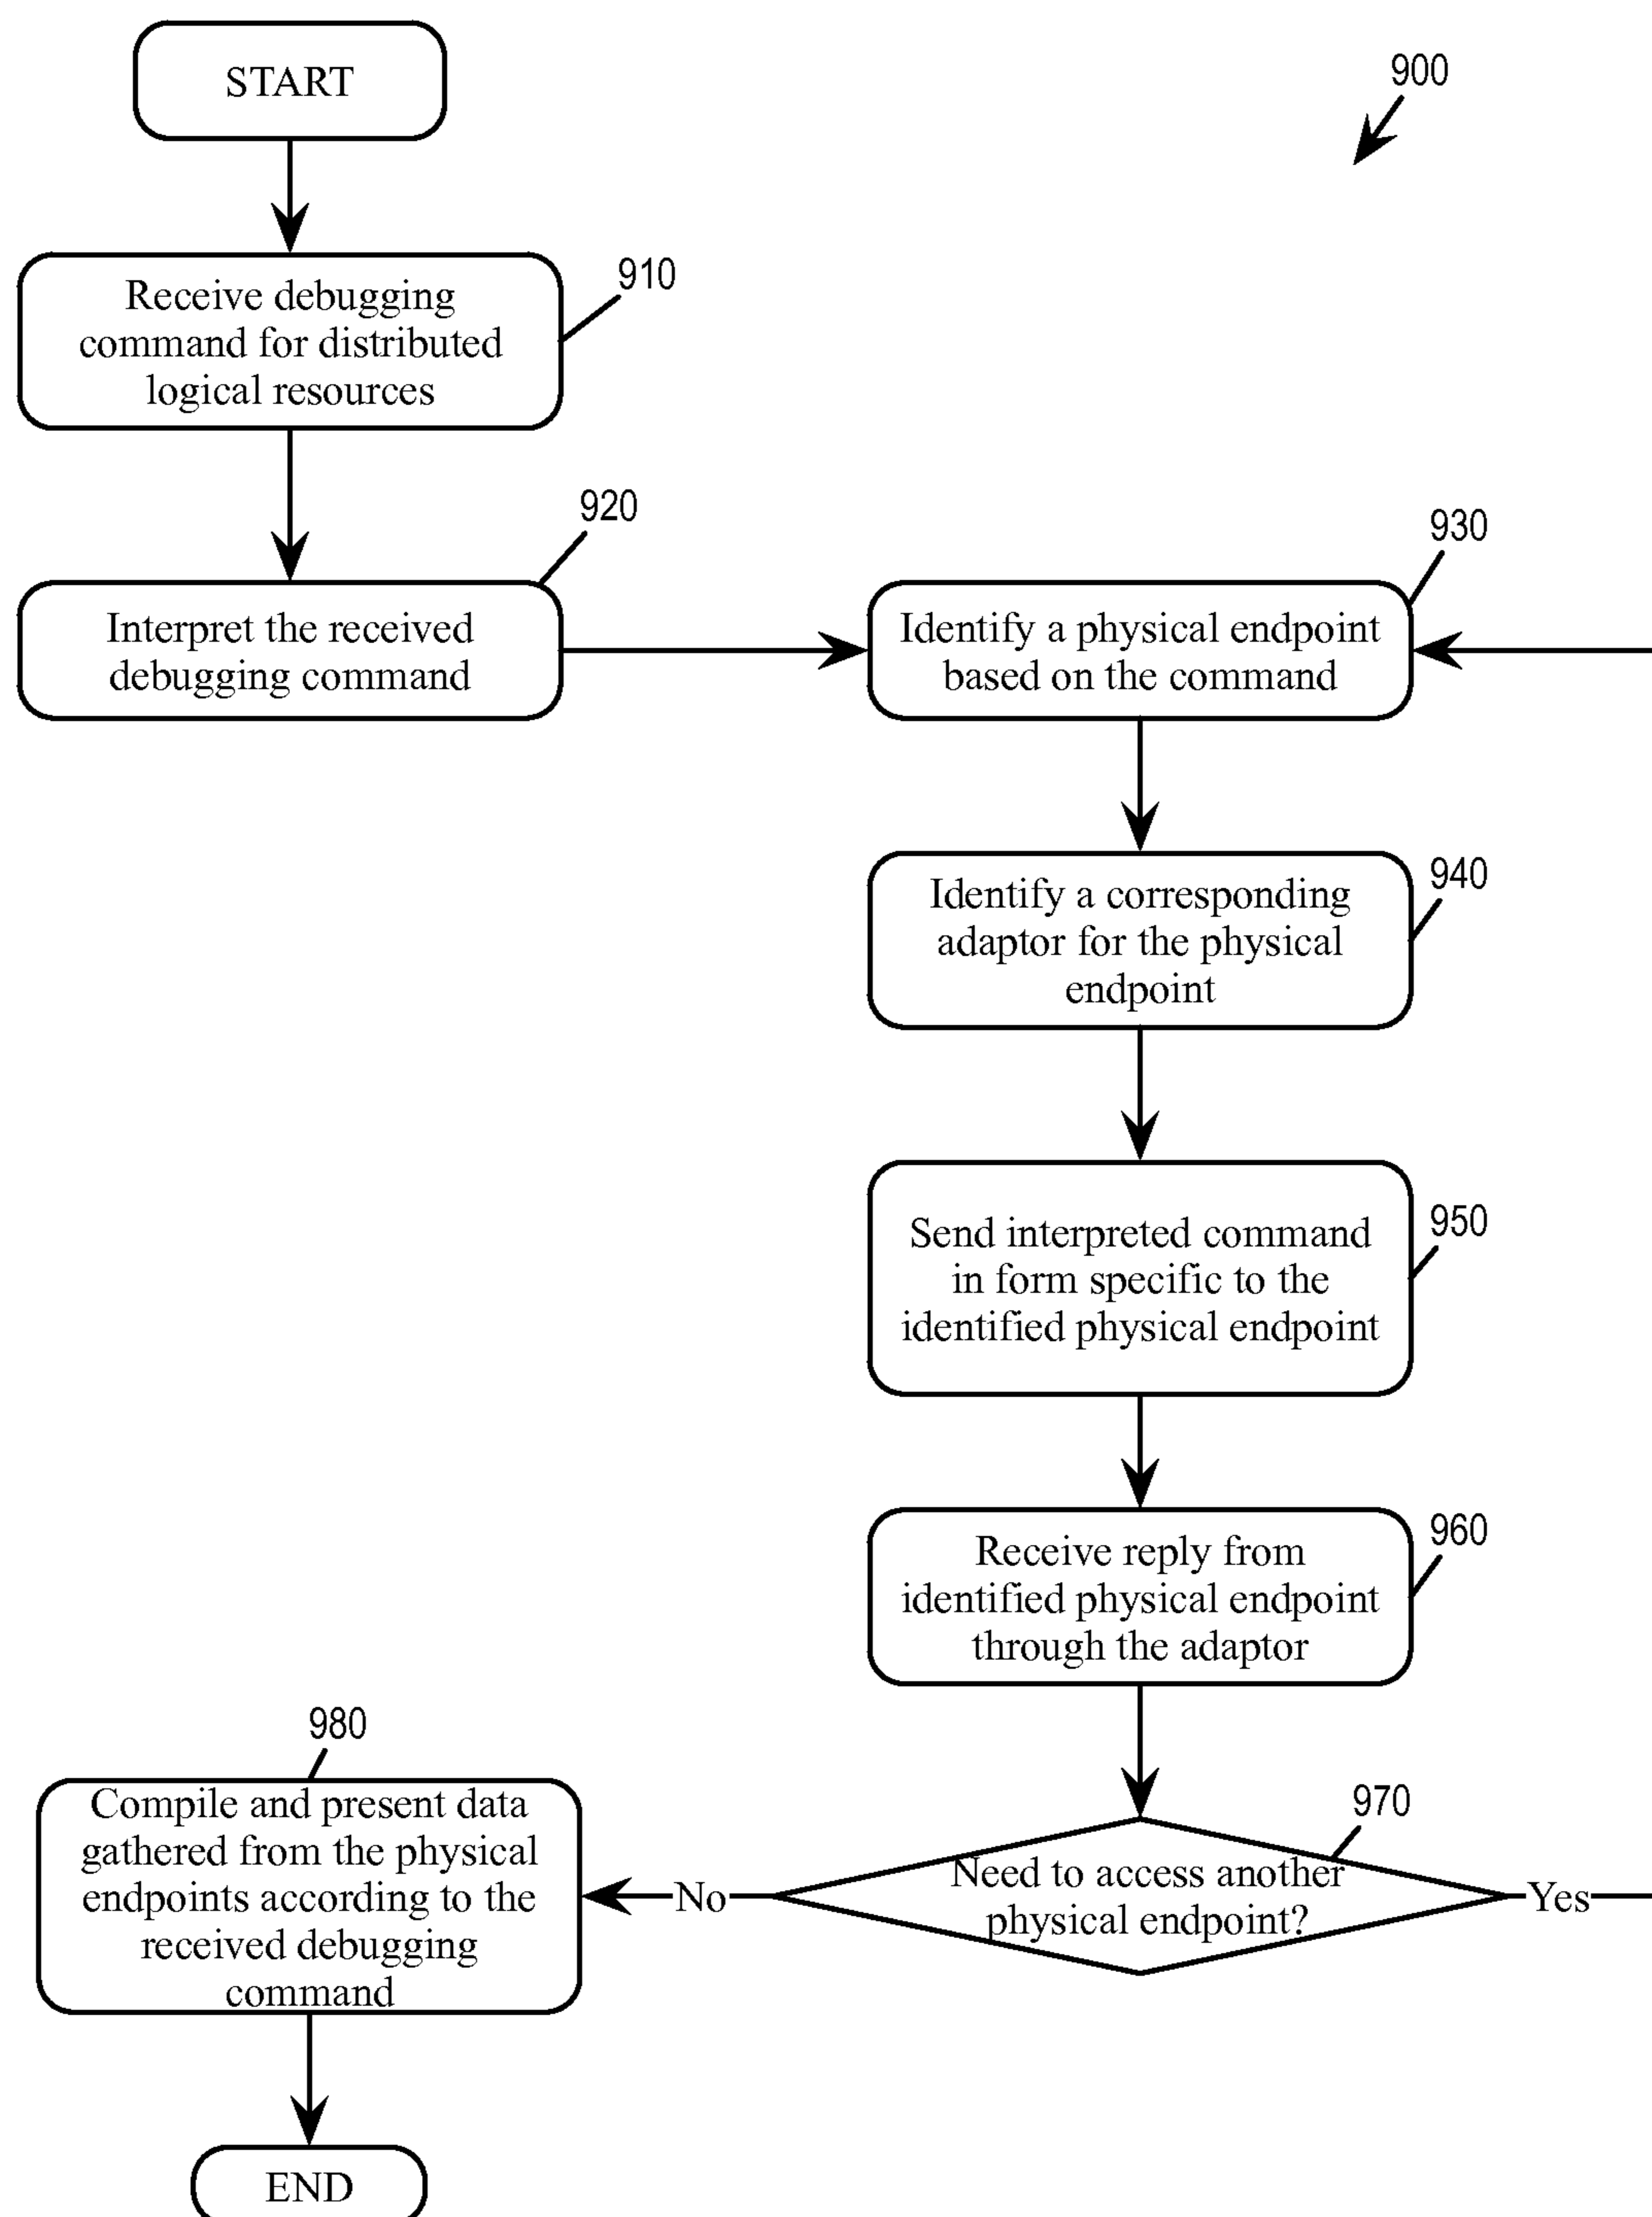 START
900
910
Receive debugging
command for distributed
logical resources
920
Interpret the received
debugging command
930
Identify a physical endpoint
based on the command
940
Identify a corresponding
adaptor for the physical
endpoint
950
Send interpreted command
in form specific to the
identified physical endpoint
960
Receive reply from
identified physical endpoint
through the adaptor
970
Need to access another
physical endpoint?
Yes
No
980
Compile and present data
gathered from the physical
endpoints according to the
received debugging
command
END